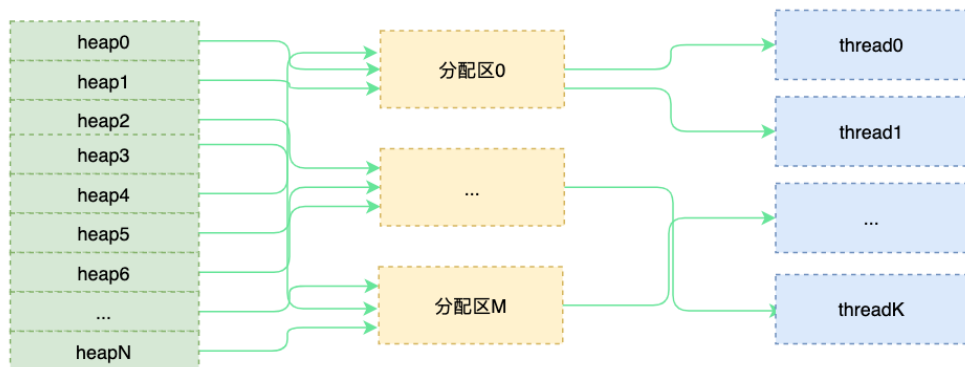 heap0
heap1
heap2
heap3
heap4
heap5
heap6
...
heapN
分配区0
...
分配区M
thread0
thread1
...
threadK